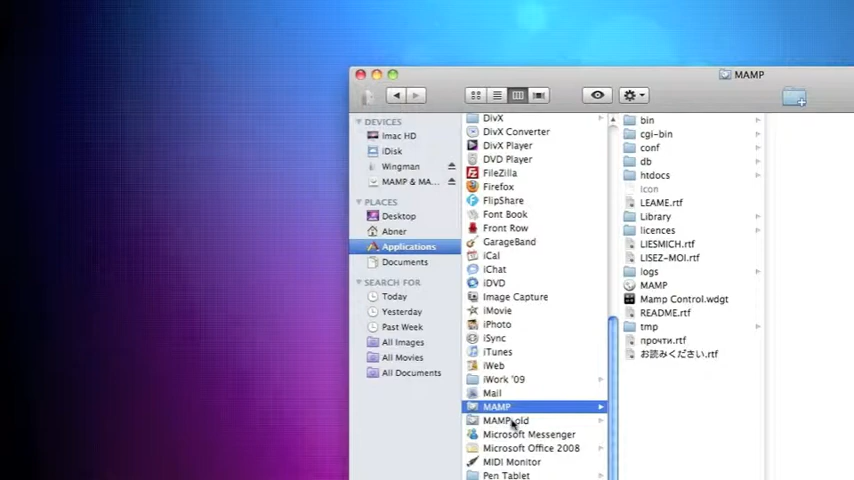 MAMP
DEVICES
Imac HD
iDisk
Wingman
MAMP & MA...
PLACES
Desktop
Abner
Applications
Documents
SEARCH FOR
Today
Yesterday
Past Week
All Images
All Movies
All Documents
DivX
DivX Converter
DivX Player
DVD Player
FileZilla
Firefox
FlipShare
Font Book
Front Row
GarageBand
iCal
iChat
iDVD
Image Capture
iMovie
iPhoto
iSync
iTunes
iWeb
iWork '09
Mail
MAMP
MAMP_old
Microsoft Messenger
Microsoft Office 2008
MIDI Monitor
Pen Tablet
bin
cgi-bin
conf
db
htdocs
Icon
LEAME.rtf
Library
licences
LIESMICH.rtf
LISEZ-MOI.rtf
logs
MAMP
Mamp Control.wdgt
README.rtf
tmp
прочти.rtf
お読みください.rtf